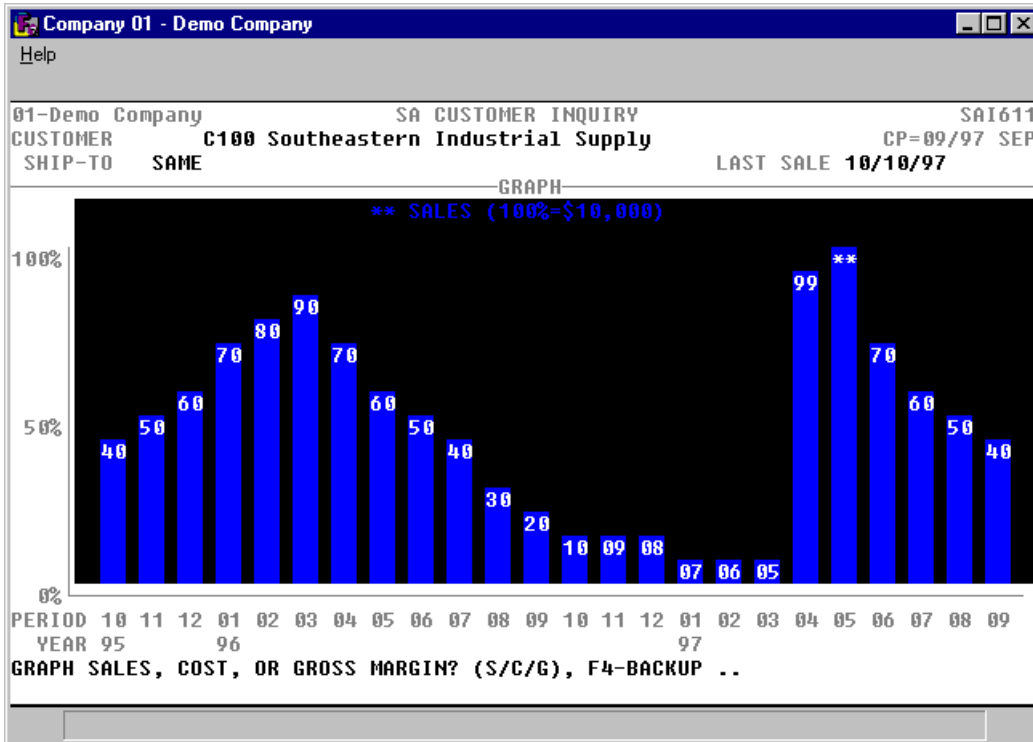 Company 01 - Demo Company
Help
01-Demo Company SA CUSTOMER INQUIRY SAI611
CUSTOMER C100 Southeastern Industrial Supply CP=09/97 SEP
SHIP-TO SAME LAST SALE 10/10/97
GRAPH
** SALES (100%=$10,000)
100% **
99
90
80
70 70 70
60 60 60
50% 50 50 50
40 40 40
30
20
10 09 08
07 06 05
0%
PERIOD 10 11 12 01 02 03 04 05 06 07 08 09 10 11 12 01 02 03 04 05 06 07 08 09
YEAR 95 96 97
GRAPH SALES, COST, OR GROSS MARGIN? (S/C/G), F4-BACKUP ..